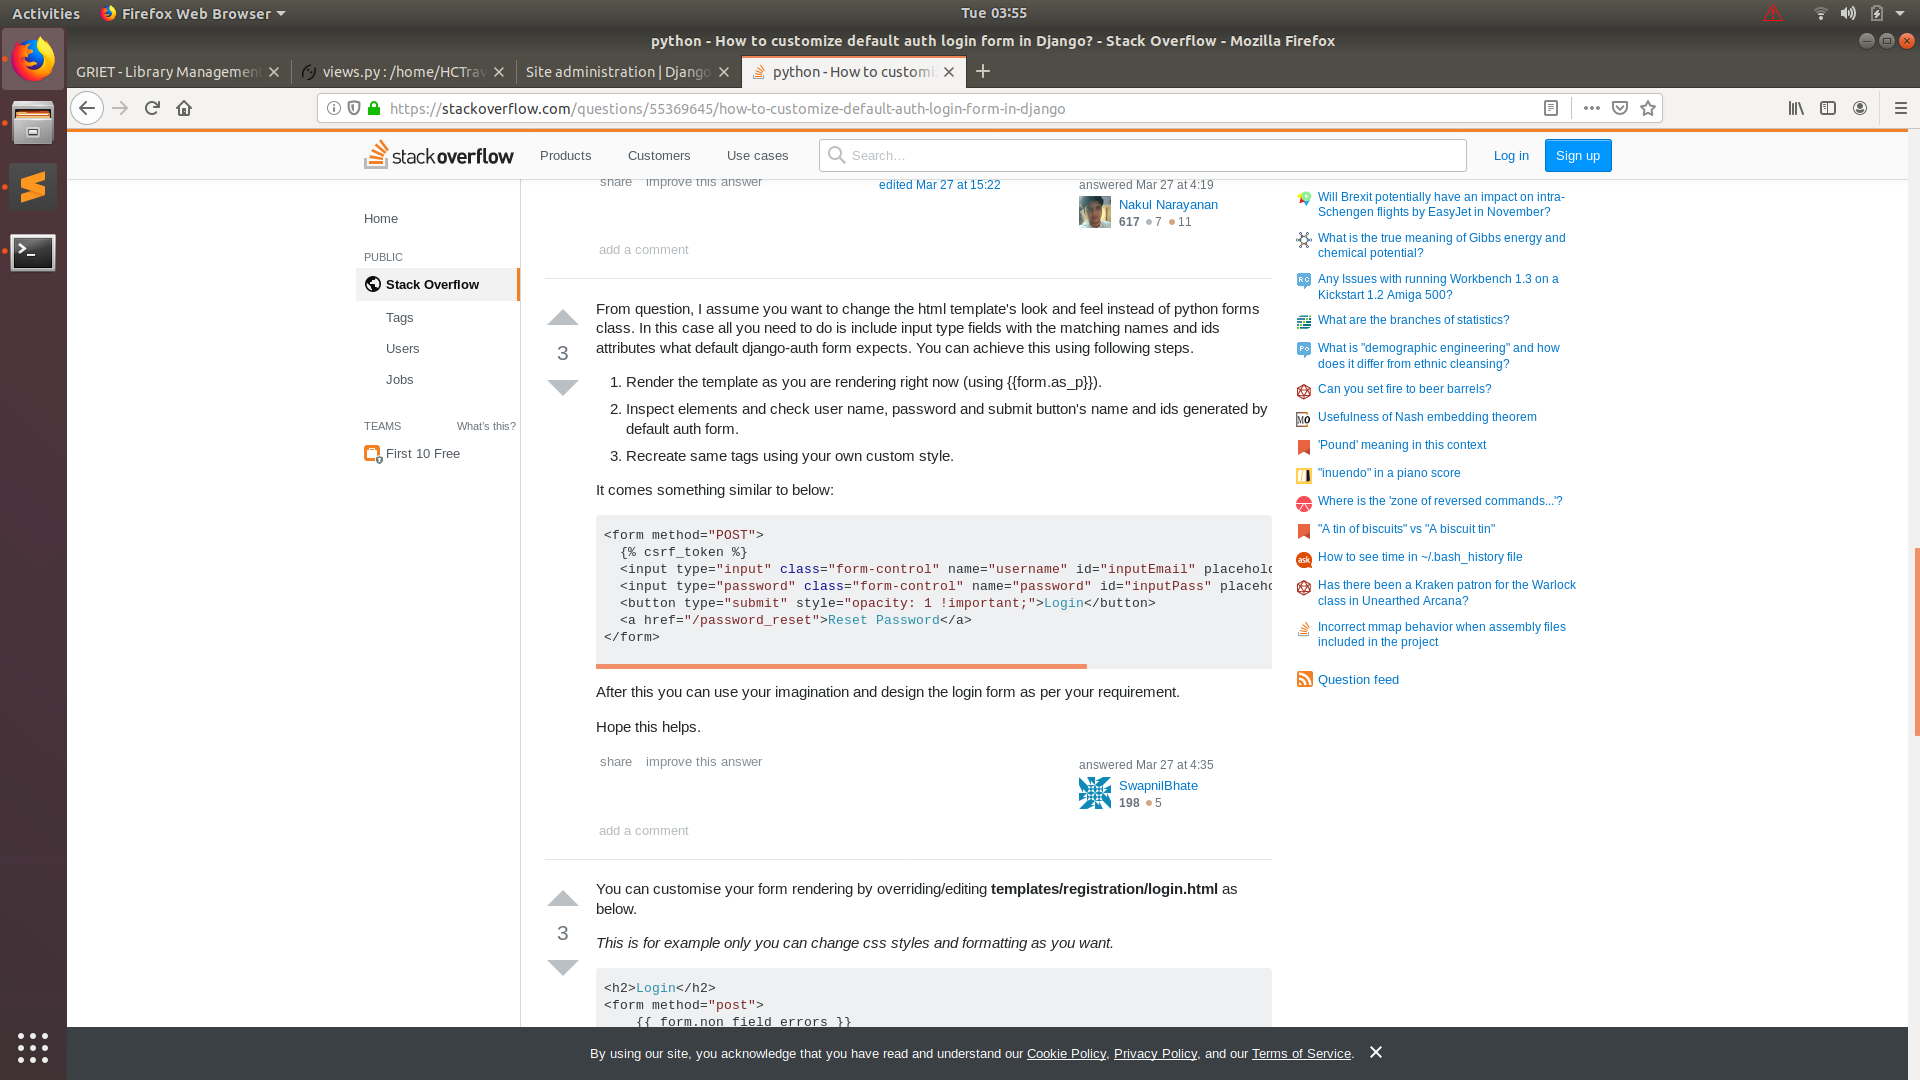 Activities
Firefox Web Browser
Tue 03:55
python - How to customize default auth login form in Django? - Stack Overflow - Mozilla Firefox
GRIET - Library Management
views.py : /home/HCTrav
Site administration | Django
python - How to customi
https://stackoverflow.com/questions/55369645/how-to-customize-default-auth-login-form-in-django
stackoverflow
Products
Customers
Use cases
Search...
Log in
Sign up
Home
PUBLIC
Stack Overflow
Tags
Users
Jobs
TEAMS
What's this?
First 10 Free
share
improve this answer
edited Mar 27 at 15:22
answered Mar 27 at 4:19
Nakul Narayanan
617 7 11
add a comment
3
From question, I assume you want to change the html template's look and feel instead of python forms
class. In this case all you need to do is include input type fields with the matching names and ids
attributes what default django-auth form expects. You can achieve this using following steps.
1. Render the template as you are rendering right now (using {{form.as_p}}).
2. Inspect elements and check user name, password and submit button's name and ids generated by
default auth form.
3. Recreate same tags using your own custom style.
It comes something similar to below:
<form method="POST">
{% csrf_token %}
<input type="input" class="form-control" name="username" id="inputEmail" placehold
<input type="password" class="form-control" name="password" id="inputPass" placeho
<button type="submit" style="opacity: 1 !important;">Login</button>
<a href="/password_reset">Reset Password</a>
</form>
After this you can use your imagination and design the login form as per your requirement.
Hope this helps.
share
improve this answer
answered Mar 27 at 4:35
SwapnilBhate
198 5
add a comment
3
You can customise your form rendering by overriding/editing templates/registration/login.html as
below.
This is for example only you can change css styles and formatting as you want.
<h2>Login</h2>
<form method="post">
{{ form.non_field_errors }}
Will Brexit potentially have an impact on intra-
Schengen flights by EasyJet in November?
What is the true meaning of Gibbs energy and
chemical potential?
Any Issues with running Workbench 1.3 on a
Kickstart 1.2 Amiga 500?
What are the branches of statistics?
What is "demographic engineering" and how
does it differ from ethnic cleansing?
Can you set fire to beer barrels?
Usefulness of Nash embedding theorem
'Pound' meaning in this context
"inuendo" in a piano score
Where is the 'zone of reversed commands...'?
"A tin of biscuits" vs "A biscuit tin"
How to see time in ~/.bash_history file
Has there been a Kraken patron for the Warlock
class in Unearthed Arcana?
Incorrect mmap behavior when assembly files
included in the project
Question feed
By using our site, you acknowledge that you have read and understand our Cookie Policy, Privacy Policy, and our Terms of Service.